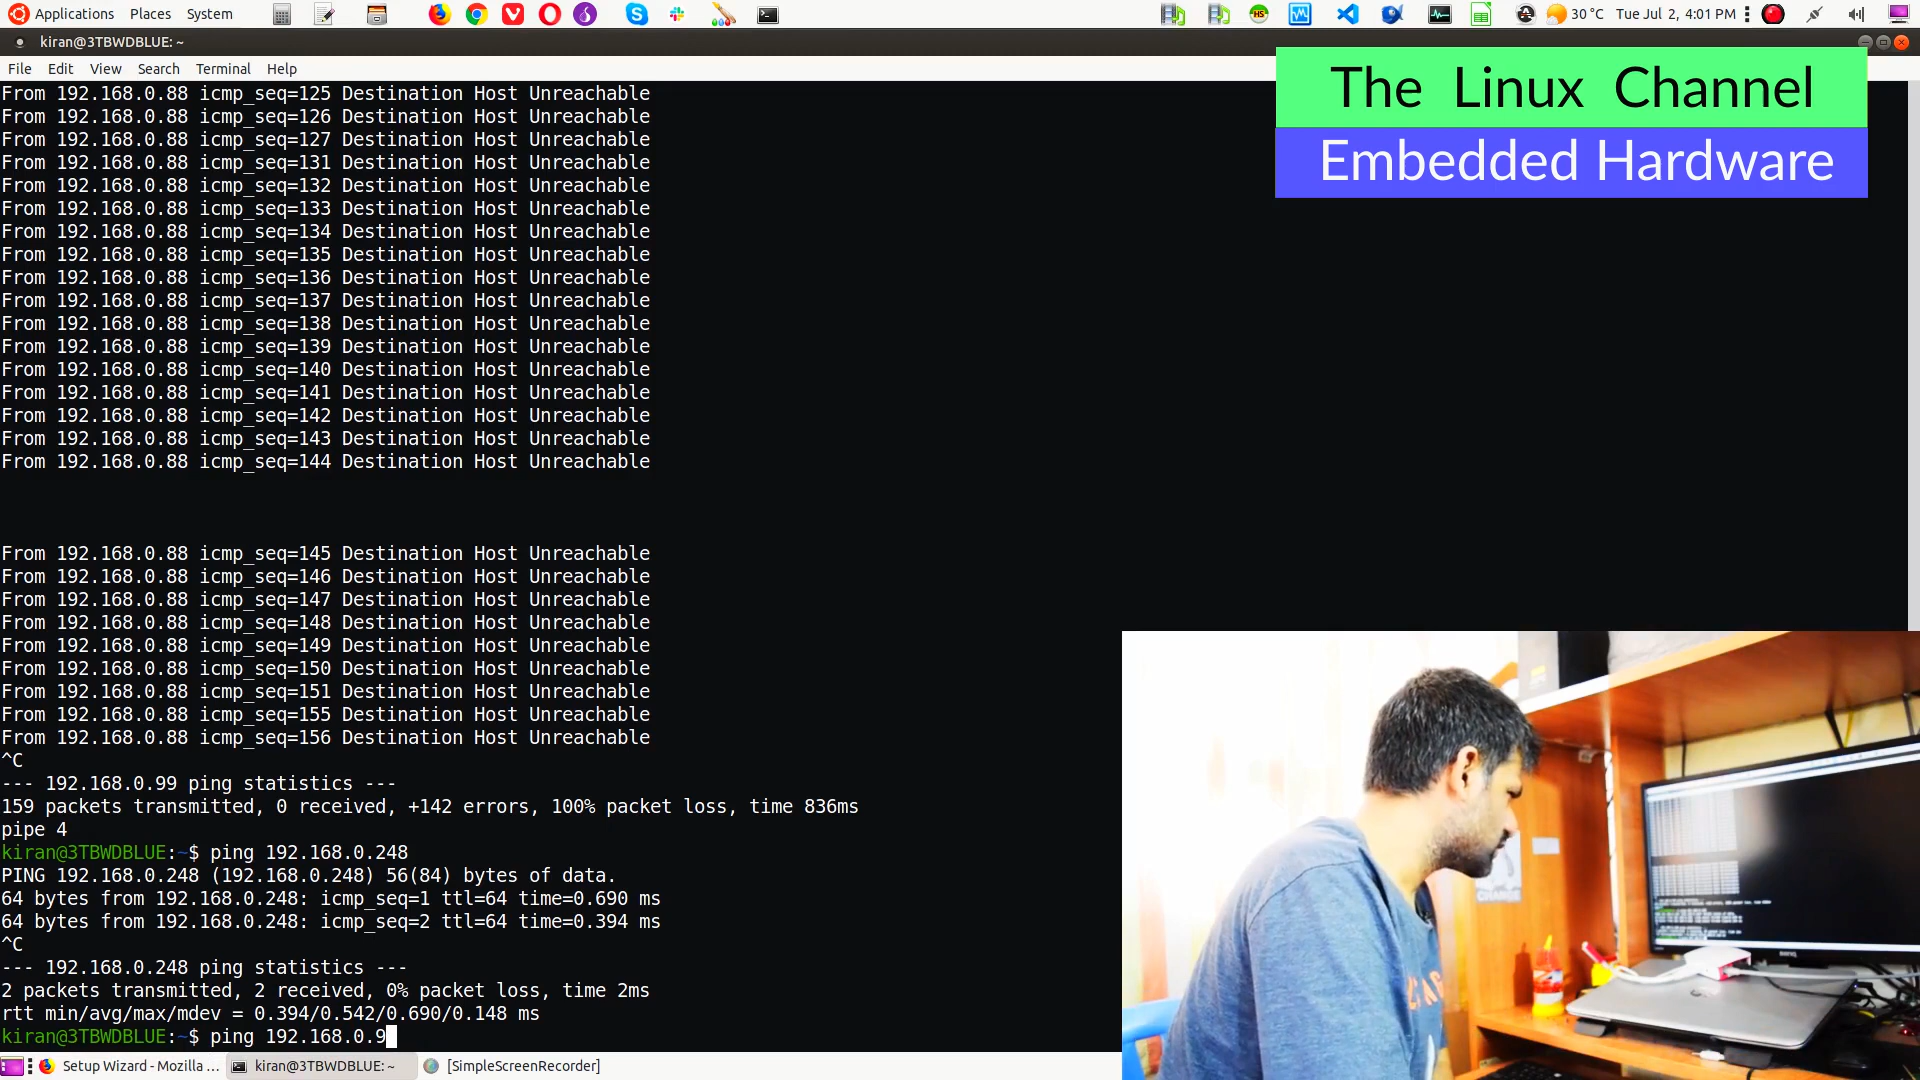 Applications Places System
30 °C Tue Jul 2, 4:01 PM
kiran@3TBWDBLUE: ~
File Edit View Search Terminal Help
The Linux Channel
Embedded Hardware
From 192.168.0.88 icmp_seq=125 Destination Host Unreachable
From 192.168.0.88 icmp_seq=126 Destination Host Unreachable
From 192.168.0.88 icmp_seq=127 Destination Host Unreachable
From 192.168.0.88 icmp_seq=131 Destination Host Unreachable
From 192.168.0.88 icmp_seq=132 Destination Host Unreachable
From 192.168.0.88 icmp_seq=133 Destination Host Unreachable
From 192.168.0.88 icmp_seq=134 Destination Host Unreachable
From 192.168.0.88 icmp_seq=135 Destination Host Unreachable
From 192.168.0.88 icmp_seq=136 Destination Host Unreachable
From 192.168.0.88 icmp_seq=137 Destination Host Unreachable
From 192.168.0.88 icmp_seq=138 Destination Host Unreachable
From 192.168.0.88 icmp_seq=139 Destination Host Unreachable
From 192.168.0.88 icmp_seq=140 Destination Host Unreachable
From 192.168.0.88 icmp_seq=141 Destination Host Unreachable
From 192.168.0.88 icmp_seq=142 Destination Host Unreachable
From 192.168.0.88 icmp_seq=143 Destination Host Unreachable
From 192.168.0.88 icmp_seq=144 Destination Host Unreachable
From 192.168.0.88 icmp_seq=145 Destination Host Unreachable
From 192.168.0.88 icmp_seq=146 Destination Host Unreachable
From 192.168.0.88 icmp_seq=147 Destination Host Unreachable
From 192.168.0.88 icmp_seq=148 Destination Host Unreachable
From 192.168.0.88 icmp_seq=149 Destination Host Unreachable
From 192.168.0.88 icmp_seq=150 Destination Host Unreachable
From 192.168.0.88 icmp_seq=151 Destination Host Unreachable
From 192.168.0.88 icmp_seq=155 Destination Host Unreachable
From 192.168.0.88 icmp_seq=156 Destination Host Unreachable
^C
--- 192.168.0.99 ping statistics ---
159 packets transmitted, 0 received, +142 errors, 100% packet loss, time 836ms
pipe 4
kiran@3TBWDBLUE:~$ ping 192.168.0.248
PING 192.168.0.248 (192.168.0.248) 56(84) bytes of data.
64 bytes from 192.168.0.248: icmp_seq=1 ttl=64 time=0.690 ms
64 bytes from 192.168.0.248: icmp_seq=2 ttl=64 time=0.394 ms
^C
--- 192.168.0.248 ping statistics ---
2 packets transmitted, 2 received, 0% packet loss, time 2ms
rtt min/avg/max/mdev = 0.394/0.542/0.690/0.148 ms
kiran@3TBWDBLUE:~$ ping 192.168.0.9
Setup Wizard - Mozilla ... kiran@3TBWDBLUE: ~ [SimpleScreenRecorder]